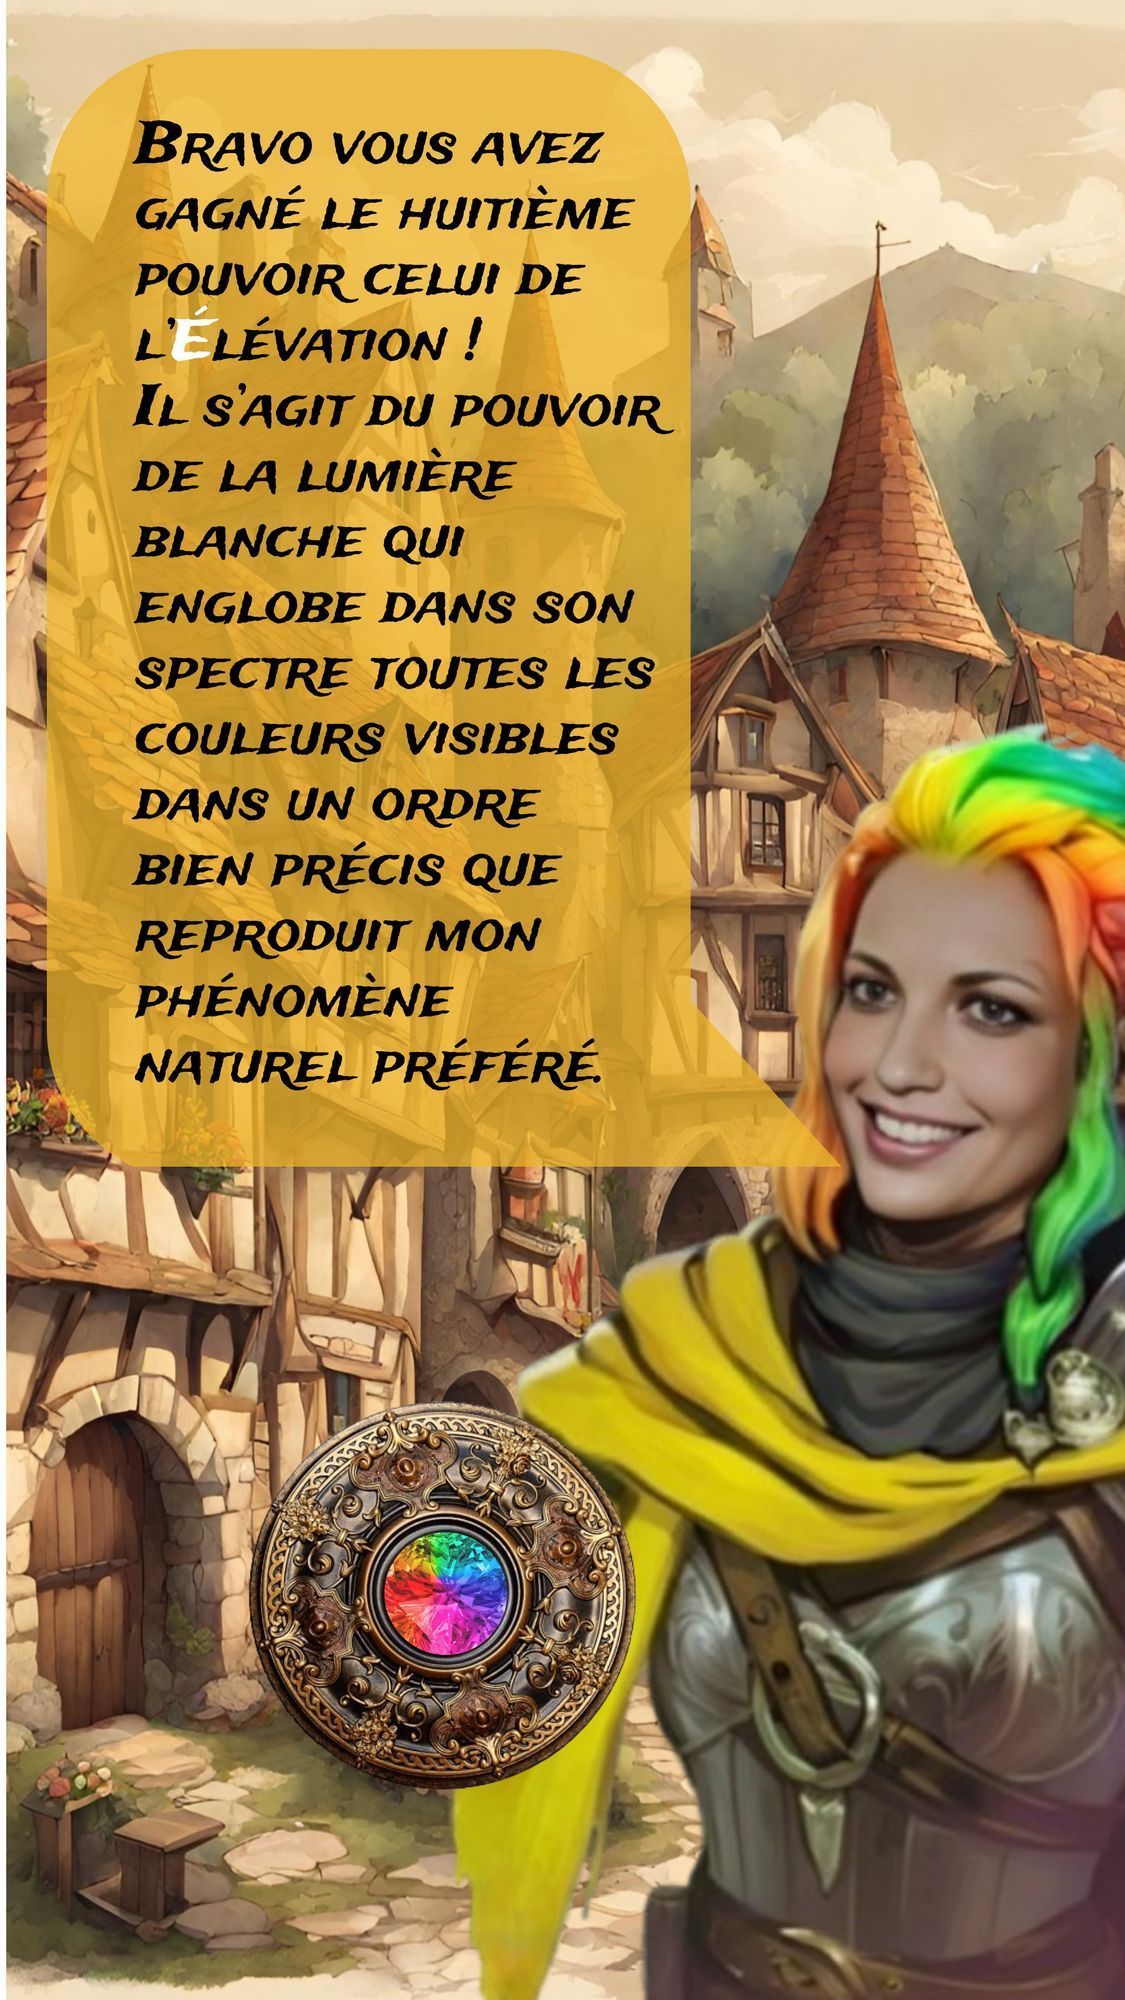 Bravo vous avez
gagné le huitième
pouvoir celui de
l'Élévation !
Il s'agit du pouvoir
de la lumière
blanche qui
englobe dans son
spectre toutes les
couleurs visibles
dans un ordre
bien précis que
reproduit mon
phénomène
naturel préféré.